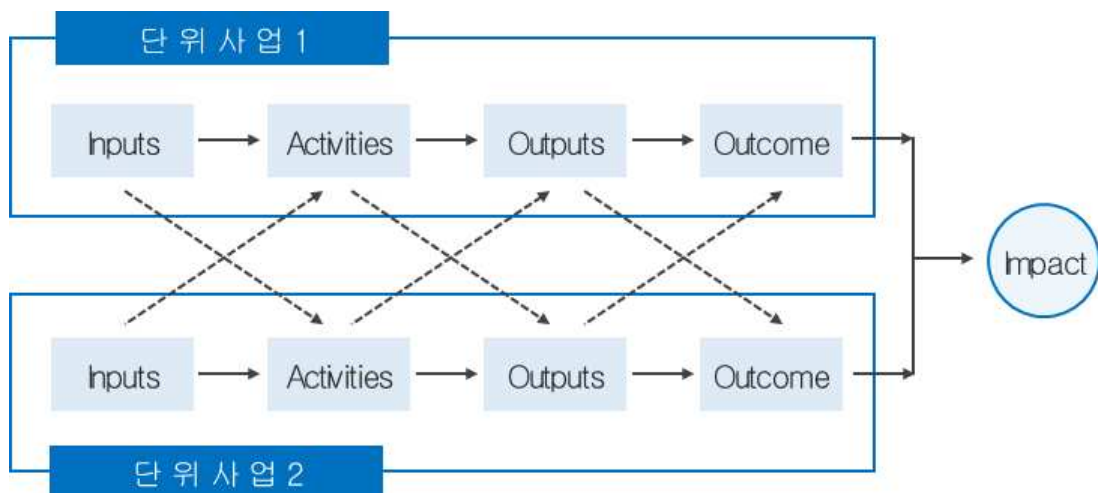 단 위 사 업 1
Inputs Activities Outputs Outcome
Impact
Inputs Activities Outputs Outcome
단 위 사 업 2